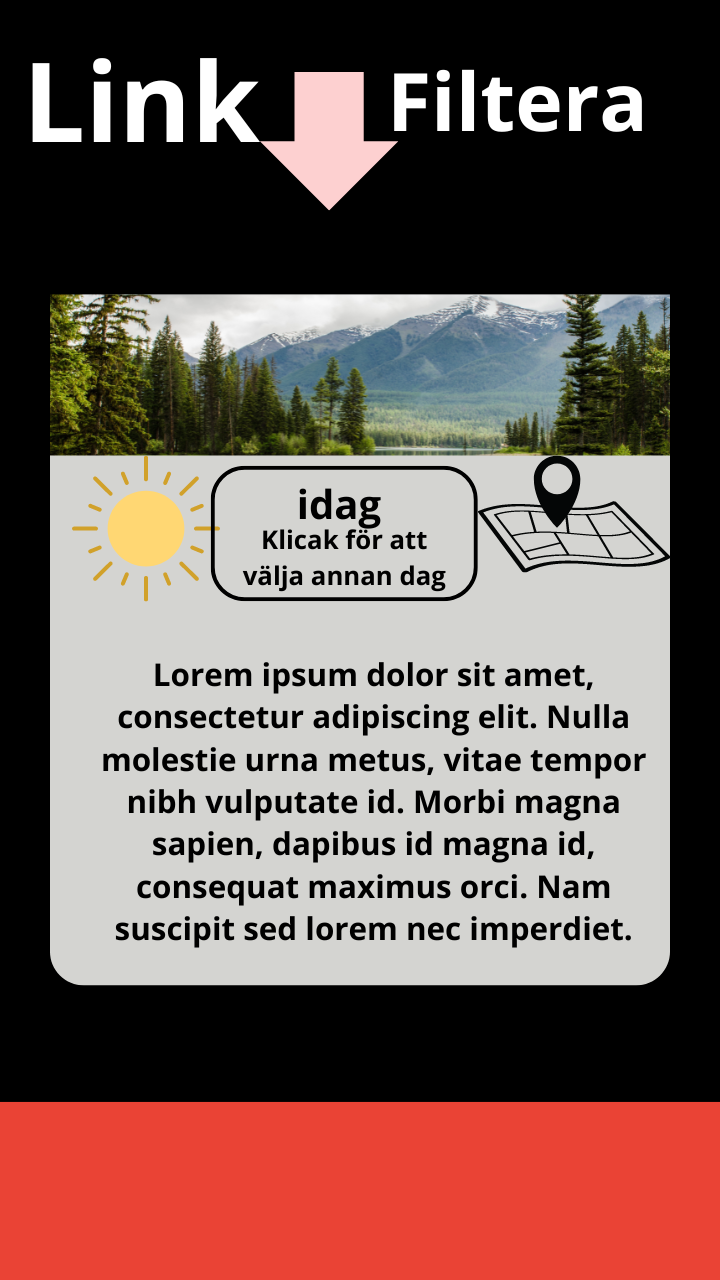 Link Filtera
idag
Klicak för att
välja annan dag
Lorem ipsum dolor sit amet,
consectetur adipiscing elit. Nulla
molestie urna metus, vitae tempor
nibh vulputate id. Morbi magna
sapien, dapibus id magna id,
consequat maximus orci. Nam
suscipit sed lorem nec imperdiet.